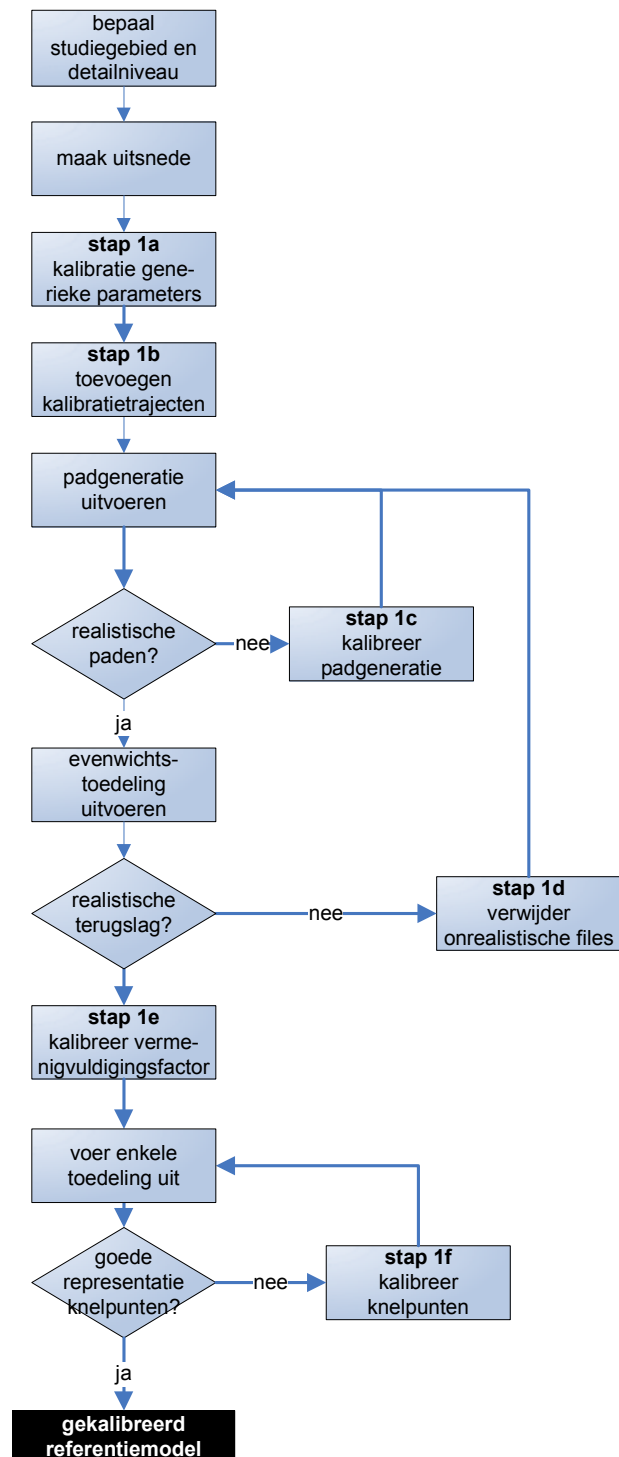 bepaal
studiegebied en
detailniveau
maak uitsnede
stap 1a
kalibratie gene-
rieke parameters
stap 1b
toevoegen
kalibratietrajecten
padgeneratie
uitvoeren
realistische
paden?
nee
stap 1c
kalibreer
padgeneratie
ja
evenwichts-
toedeling
uitvoeren
realistische
terugslag?
nee
stap 1d
verwijder
onrealistische files
stap 1e
kalibreer verme-
nigvuldigingsfactor
voer enkele
toedeling uit
goede
representatie
knelpunten?
nee
stap 1f
kalibreer
knelpunten
ja
gekalibreerd
referentiemodel